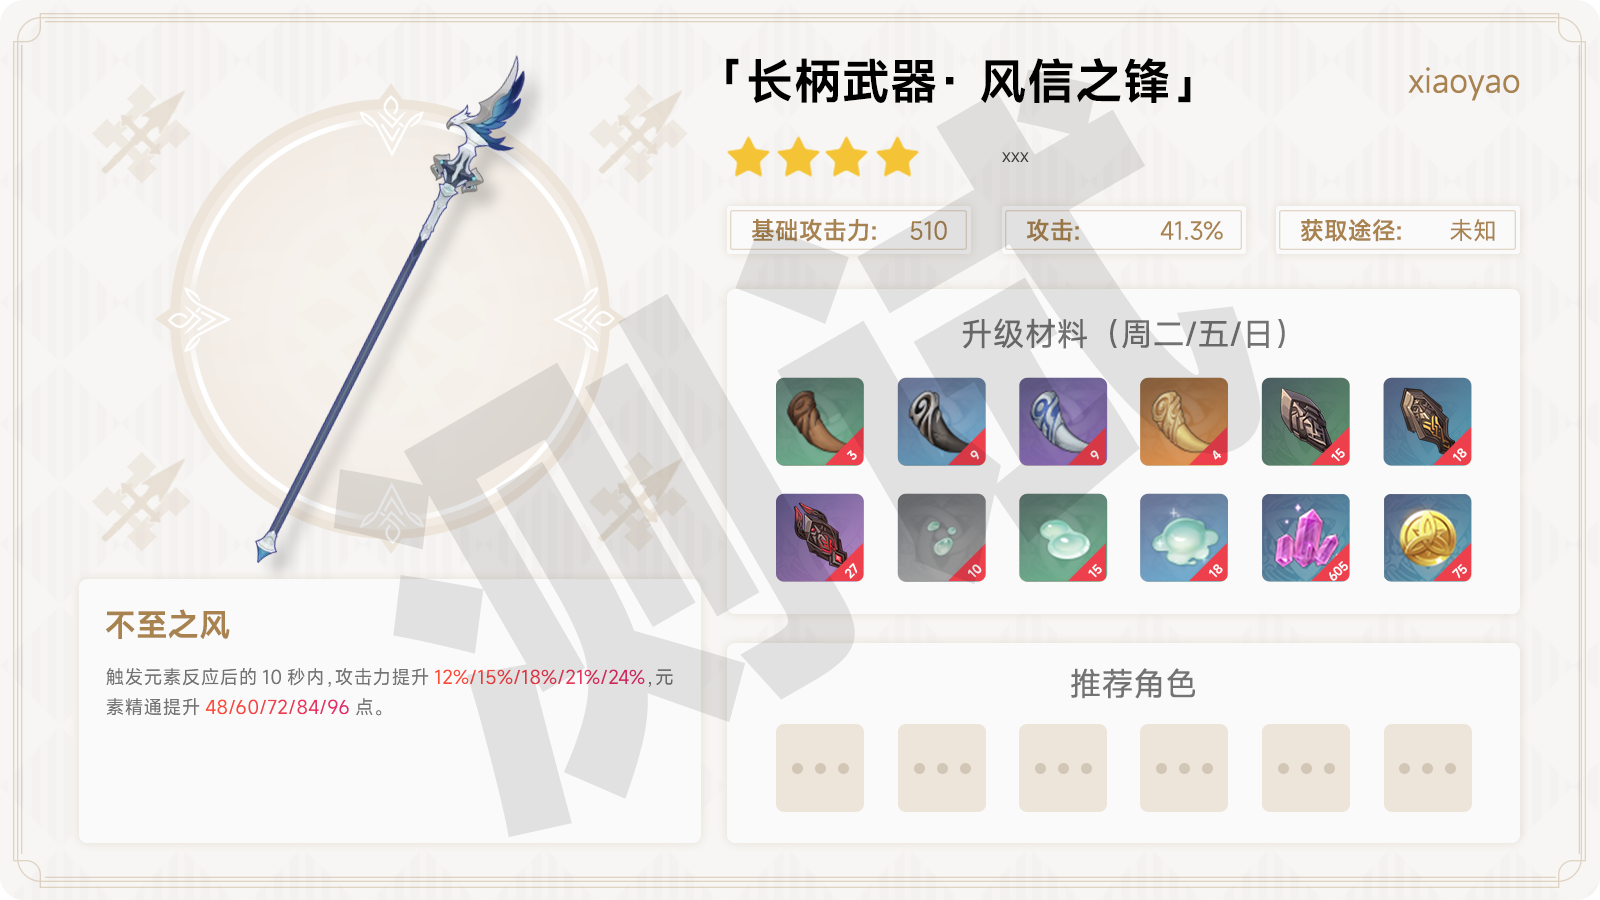 「长柄武器· 风信之锋」
xiaoyao
xxx
基础攻击力: 510
攻击: 41.3%
获取途径: 未知
升级材料（周二/五/日）
3
9
9
4
15
18
27
10
15
18
605
75
不至之风
触发元素反应后的 10 秒内,攻击力提升 12%/15%/18%/21%/24%,元
素精通提升 48/60/72/84/96 点。
推荐角色
测试